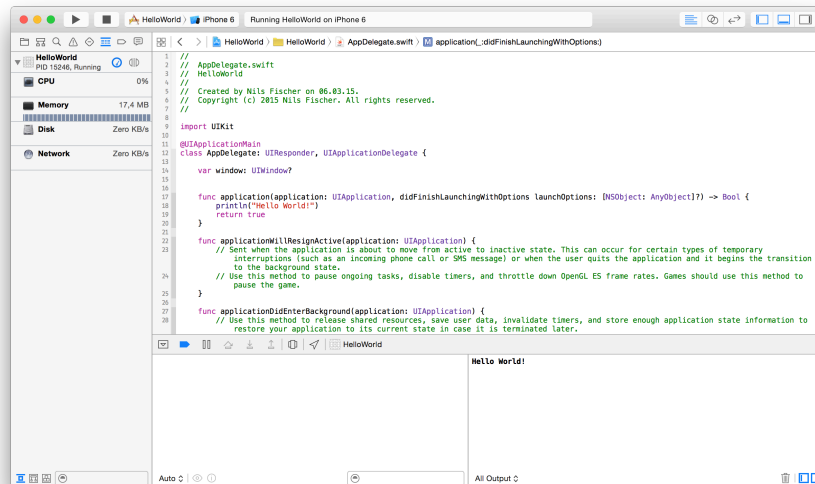 HelloWorld iPhone 6 Running HelloWorld on iPhone 6
HelloWorld HelloWorld AppDelegate.swift M application(_:didFinishLaunchingWithOptions:)
HelloWorld
PID 15246, Running
CPU 0%
Memory 17,4 MB
Disk Zero KB/s
Network Zero KB/s
1 //
2 // AppDelegate.swift
3 // HelloWorld
4 //
5 // Created by Nils Fischer on 06.03.15.
6 // Copyright (c) 2015 Nils Fischer. All rights reserved.
7 //
8
9 import UIKit
10
11 @UIApplicationMain
12 class AppDelegate: UIResponder, UIApplicationDelegate {
13
14 var window: UIWindow?
15
16
17 func application(application: UIApplication, didFinishLaunchingWithOptions launchOptions: [NSObject: AnyObject]?) -> Bool {
18 println("Hello World!")
19 return true
20 }
21
22 func applicationWillResignActive(application: UIApplication) {
23 // Sent when the application is about to move from active to inactive state. This can occur for certain types of temporary
interruptions (such as an incoming phone call or SMS message) or when the user quits the application and it begins the transition
to the background state.
24 // Use this method to pause ongoing tasks, disable timers, and throttle down OpenGL ES frame rates. Games should use this method to
pause the game.
25 }
26
27 func applicationDidEnterBackground(application: UIApplication) {
28 // Use this method to release shared resources, save user data, invalidate timers, and store enough application state information to
restore your application to its current state in case it is terminated later.
HelloWorld
Hello World!
Auto
All Output